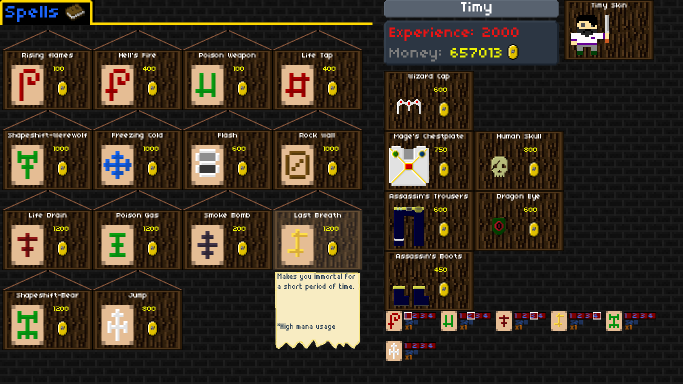 Spells
Timy
Timy Skin
Experience: 2000
Money: 657013
Rising Flames
100
Hell's Fire
400
Poison Weapon
100
Life Tap
400
Wizard Cap
600
Shapeshift-Werewolf
1000
Freezing Cold
1000
Flash
600
Rock Wall
1000
Mage's Chestplate
750
Human Skull
800
Life Drain
1200
Poison Gas
1200
Smoke Bomb
200
Last Breath
1200
Assassin's Trousers
600
Dragon Eye
600
Makes you immortal for
a short period of time.
*High mana usage
Assassin's Boots
450
Shapeshift-Bear
1200
Jump
800